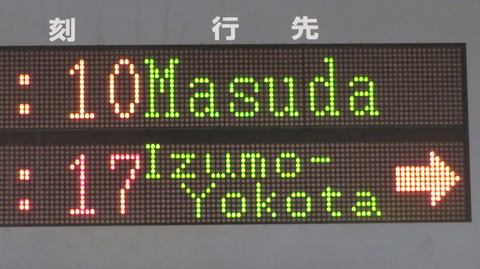 刻 行先
:10 Masuda
:17 Izumo-
Yokota →